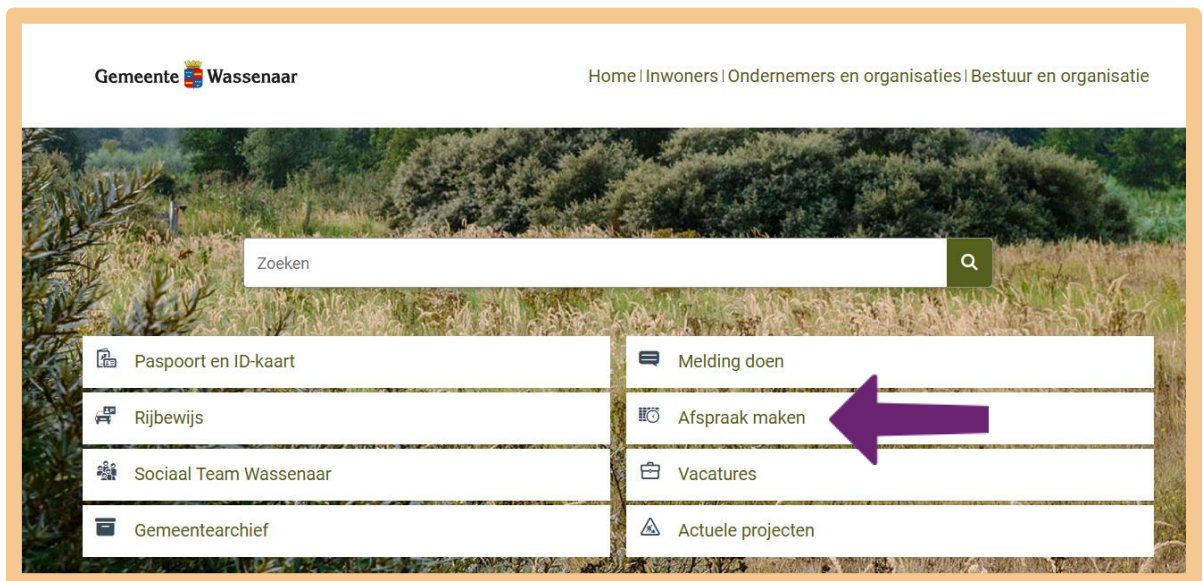 Gemeente Wassenaar
Home | Inwoners | Ondernemers en organisaties | Bestuur en organisatie
Zoeken
Paspoort en ID-kaart
Melding doen
Rijbewijs
Afspraak maken
Sociaal Team Wassenaar
Vacatures
Gemeentearchief
Actuele projecten